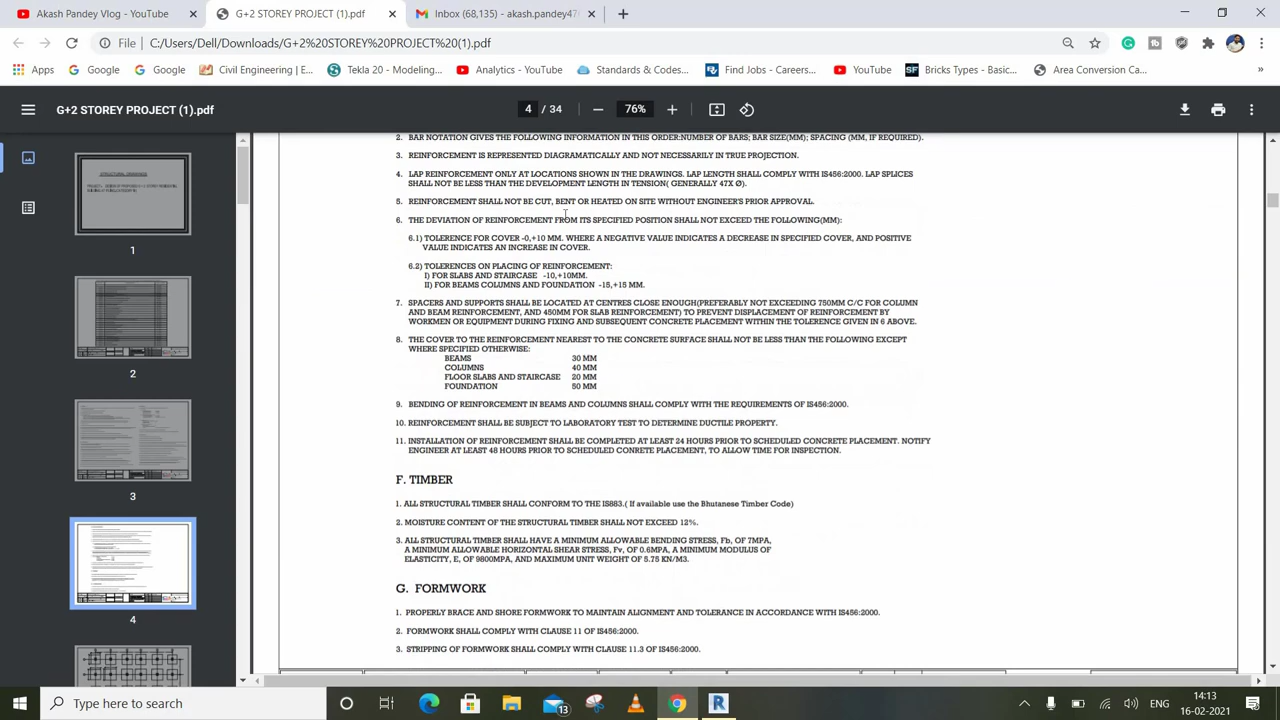 Akash Pandey - YouTube
G+2 STOREY PROJECT (1).pdf
Inbox (68,135) - akash.pandey47
File
C:/Users/Dell/Downloads/G+2%20STOREY%20PROJECT%20(1).pdf
Apps
Google
Google
Civil Engineering | E...
Tekla 20 - Modeling...
Analytics - YouTube
Standards & Codes...
Find Jobs - Careers...
YouTube
Bricks Types - Basic...
Area Conversion Ca...
G+2 STOREY PROJECT (1).pdf
4 / 34
76%
1
2
3
4
2. BAR NOTATION GIVES THE FOLLOWING INFORMATION IN THIS ORDER:NUMBER OF BARS; BAR SIZE(MM); SPACING (MM, IF REQUIRED).
3. REINFORCEMENT IS REPRESENTED DIAGRAMATICALLY AND NOT NECESSARILY IN TRUE PROJECTION.
4. LAP REINFORCEMENT ONLY AT LOCATIONS SHOWN IN THE DRAWINGS. LAP LENGTH SHALL COMPLY WITH IS456:2000. LAP SPLICES
SHALL NOT BE LESS THAN THE DEVELOPMENT LENGTH IN TENSION( GENERALLY 47X Ø).
5. REINFORCEMENT SHALL NOT BE CUT, BENT OR HEATED ON SITE WITHOUT ENGINEER'S PRIOR APPROVAL.
6. THE DEVIATION OF REINFORCEMENT FROM ITS SPECIFIED POSITION SHALL NOT EXCEED THE FOLLOWING(MM):
6.1) TOLERENCE FOR COVER -0,+10 MM. WHERE A NEGATIVE VALUE INDICATES A DECREASE IN SPECIFIED COVER, AND POSITIVE
VALUE INDICATES AN INCREASE IN COVER.
6.2) TOLERENCES ON PLACING OF REINFORCEMENT:
I) FOR SLABS AND STAIRCASE -10,+10MM.
II) FOR BEAMS COLUMNS AND FOUNDATION -15,+15 MM.
7. SPACERS AND SUPPORTS SHALL BE LOCATED AT CENTRES CLOSE ENOUGH(PREFERABLY NOT EXCEEDING 750MM C/C FOR COLUMN
AND BEAM REINFORCEMENT, AND 450MM FOR SLAB REINFORCEMENT) TO PREVENT DISPLACEMENT OF REINFORCEMENT BY
WORKMEN OR EQUIPMENT DURING FIXING AND SUBSEQUENT CONCRETE PLACEMENT WITHIN THE TOLERENCE GIVEN IN 6 ABOVE.
8. THE COVER TO THE REINFORCEMENT NEAREST TO THE CONCRETE SURFACE SHALL NOT BE LESS THAN THE FOLLOWING EXCEPT
WHERE SPECIFIED OTHERWISE:
BEAMS 30 MM
COLUMNS 40 MM
FLOOR SLABS AND STAIRCASE 20 MM
FOUNDATION 50 MM
9. BENDING OF REINFORCEMENT IN BEAMS AND COLUMNS SHALL COMPLY WITH THE REQUIREMENTS OF IS456:2000.
10. REINFORCEMENT SHALL BE SUBJECT TO LABORATORY TEST TO DETERMINE DUCTILE PROPERTY.
11. INSTALLATION OF REINFORCEMENT SHALL BE COMPLETED AT LEAST 24 HOURS PRIOR TO SCHEDULED CONCRETE PLACEMENT. NOTIFY
ENGINEER AT LEAST 48 HOURS PRIOR TO SCHEDULED CONRETE PLACEMENT, TO ALLOW TIME FOR INSPECTION.
F. TIMBER
1. ALL STRUCTURAL TIMBER SHALL CONFORM TO THE IS883.( If available use the Bhutanese Timber Code)
2. MOISTURE CONTENT OF THE STRUCTURAL TIMBER SHALL NOT EXCEED 12%.
3. ALL STRUCTURAL TIMBER SHALL HAVE A MINIMUM ALLOWABLE BENDING STRESS, Fb, OF 7MPA,
A MINIMUM ALLOWABLE HORIZONTAL SHEAR STRESS, Fv, OF 0.6MPA, A MINIMUM MODULUS OF
ELASTICITY, E, OF 9800MPA, AND MAXIMUM UNIT WEIGHT OF 5.75 KN/M3.
G. FORMWORK
1. PROPERLY BRACE AND SHORE FORMWORK TO MAINTAIN ALIGNMENT AND TOLERANCE IN ACCORDANCE WITH IS456:2000.
2. FORMWORK SHALL COMPLY WITH CLAUSE 11 OF IS456:2000.
3. STRIPPING OF FORMWORK SHALL COMPLY WITH CLAUSE 11.3 OF IS456:2000.
Type here to search
13
ENG
14:13
16-02-2021